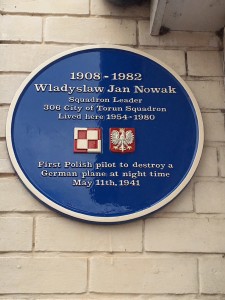 1908 - 1982
Wladyslaw Jan Nowak
Squadron Leader
306 City of Torun Squadron
Lived here 1954 - 1980
First Polish pilot to destroy a
German plane at night time
May 11th, 1941